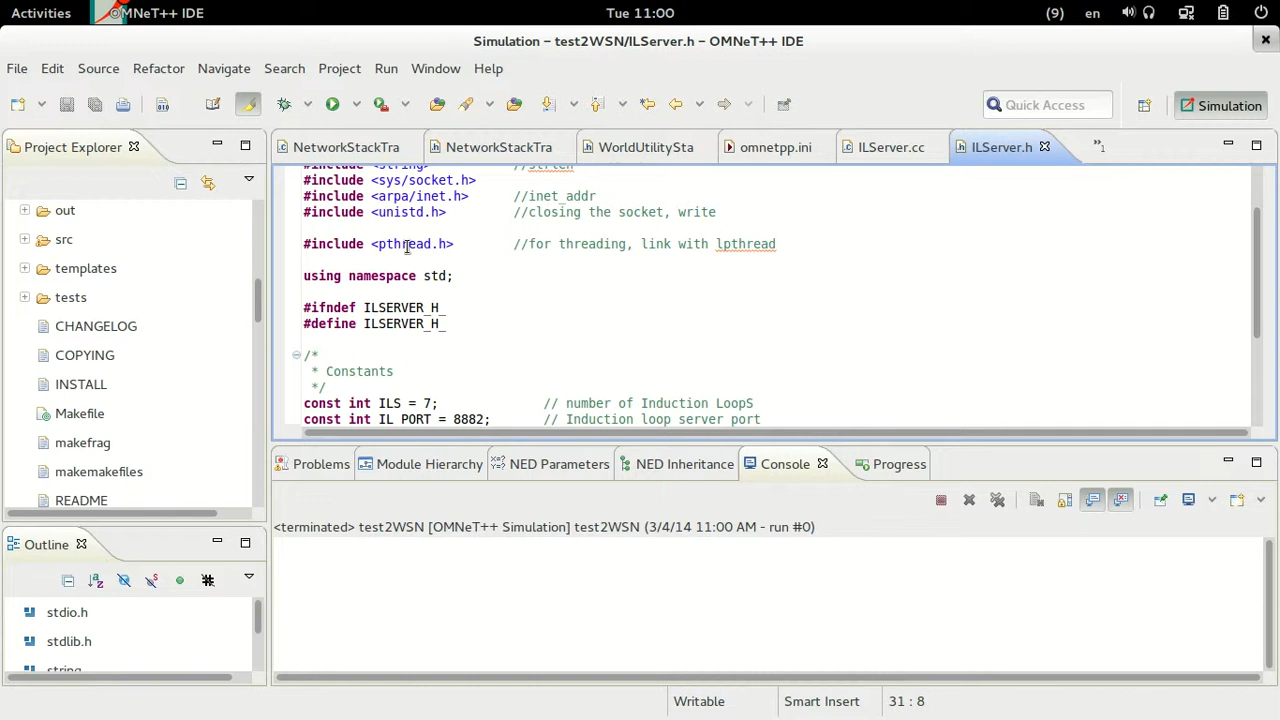 Activities OMNeT++ IDE Tue 11:00 (9) en
Simulation – test2WSN/ILServer.h – OMNeT++ IDE
File Edit Source Refactor Navigate Search Project Run Window Help
Quick Access Simulation
Project Explorer
out
src
templates
tests
CHANGELOG
COPYING
INSTALL
Makefile
makefrag
makemakefiles
README
NetworkStackTra NetworkStackTra WorldUtilitySta omnetpp.ini ILServer.cc ILServer.h »1
#include <string> //strlen
#include <sys/socket.h>
#include <arpa/inet.h> //inet_addr
#include <unistd.h> //closing the socket, write
#include <pthread.h> //for threading, link with lpthread
using namespace std;
#ifndef ILSERVER_H_
#define ILSERVER_H_
/*
* Constants
*/
const int ILS = 7; // number of Induction LoopS
const int IL_PORT = 8882; // Induction loop server port
Outline
stdio.h
stdlib.h
string
Problems Module Hierarchy NED Parameters NED Inheritance Console Progress
<terminated> test2WSN [OMNeT++ Simulation] test2WSN (3/4/14 11:00 AM - run #0)
Writable Smart Insert 31 : 8